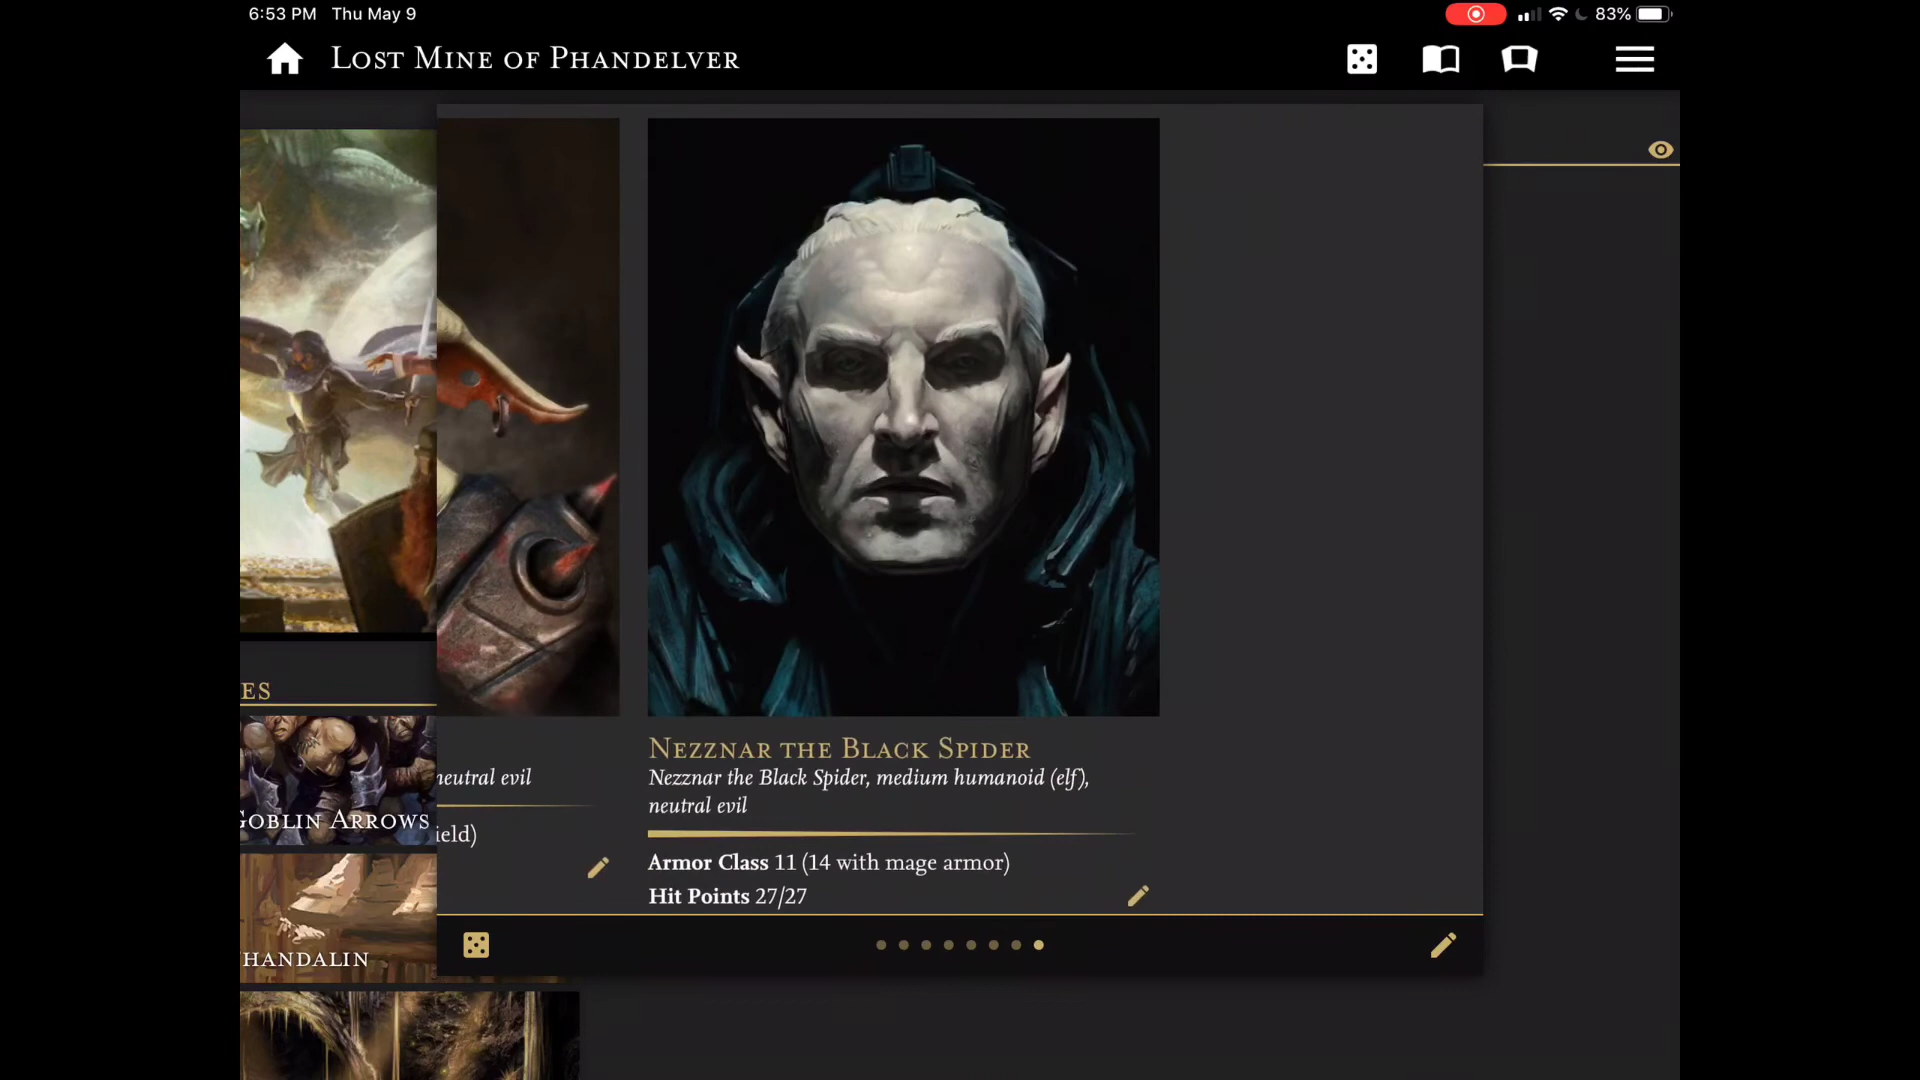 6:53 PM Thu May 9
83%
Lost Mine of Phandelver
ES
Goblin Arrows
handalin
neutral evil
ield)
Nezznar the Black Spider
Nezznar the Black Spider, medium humanoid (elf),
neutral evil
Armor Class 11 (14 with mage armor)
Hit Points 27/27